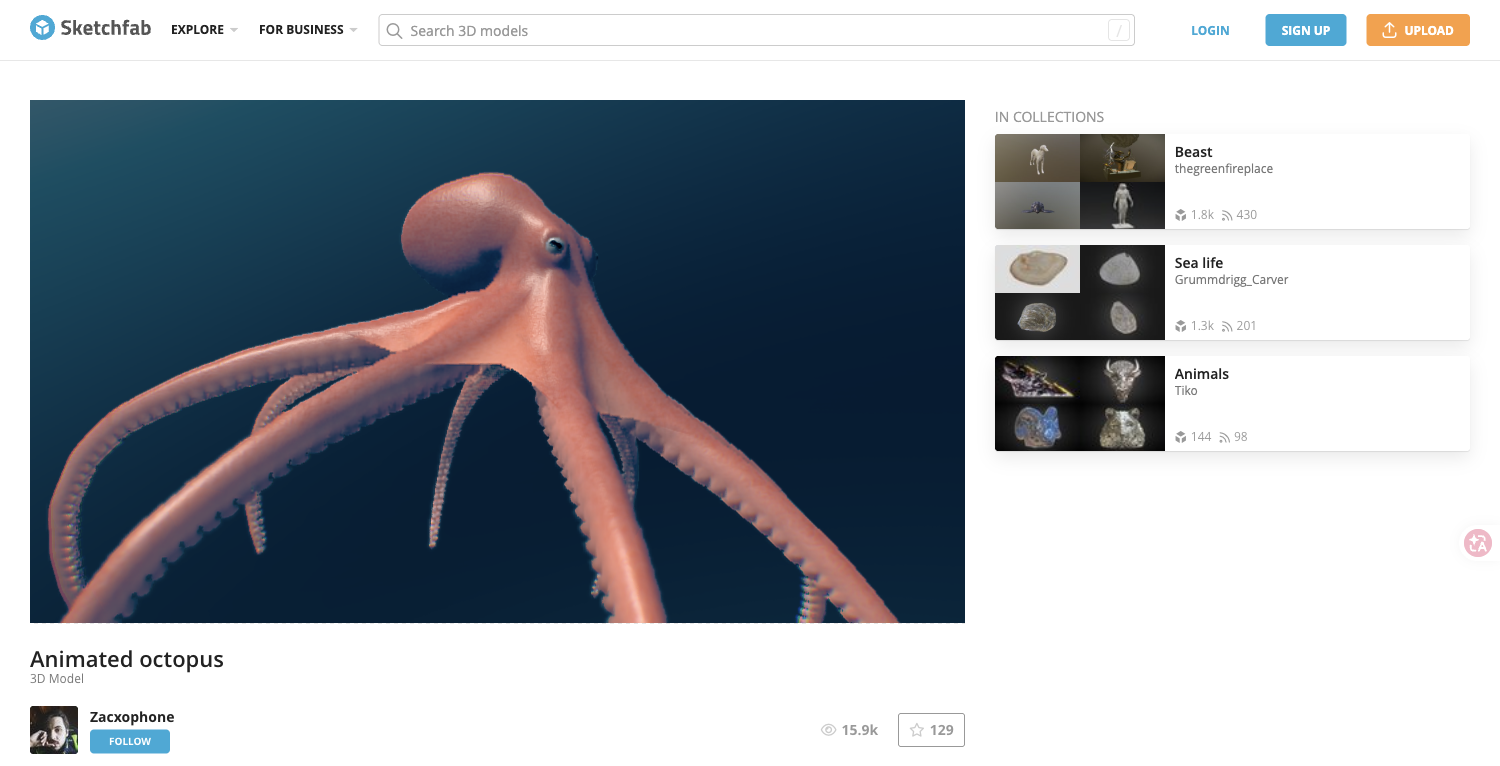 Sketchfab EXPLORE FOR BUSINESS Search 3D models / LOGIN SIGN UP UPLOAD
IN COLLECTIONS
Beast
thegreenfireplace
1.8k 430
Sea life
Grummdrigg_Carver
1.3k 201
Animals
Tiko
144 98
Animated octopus
3D Model
Zacxophone
FOLLOW
15.9k 129